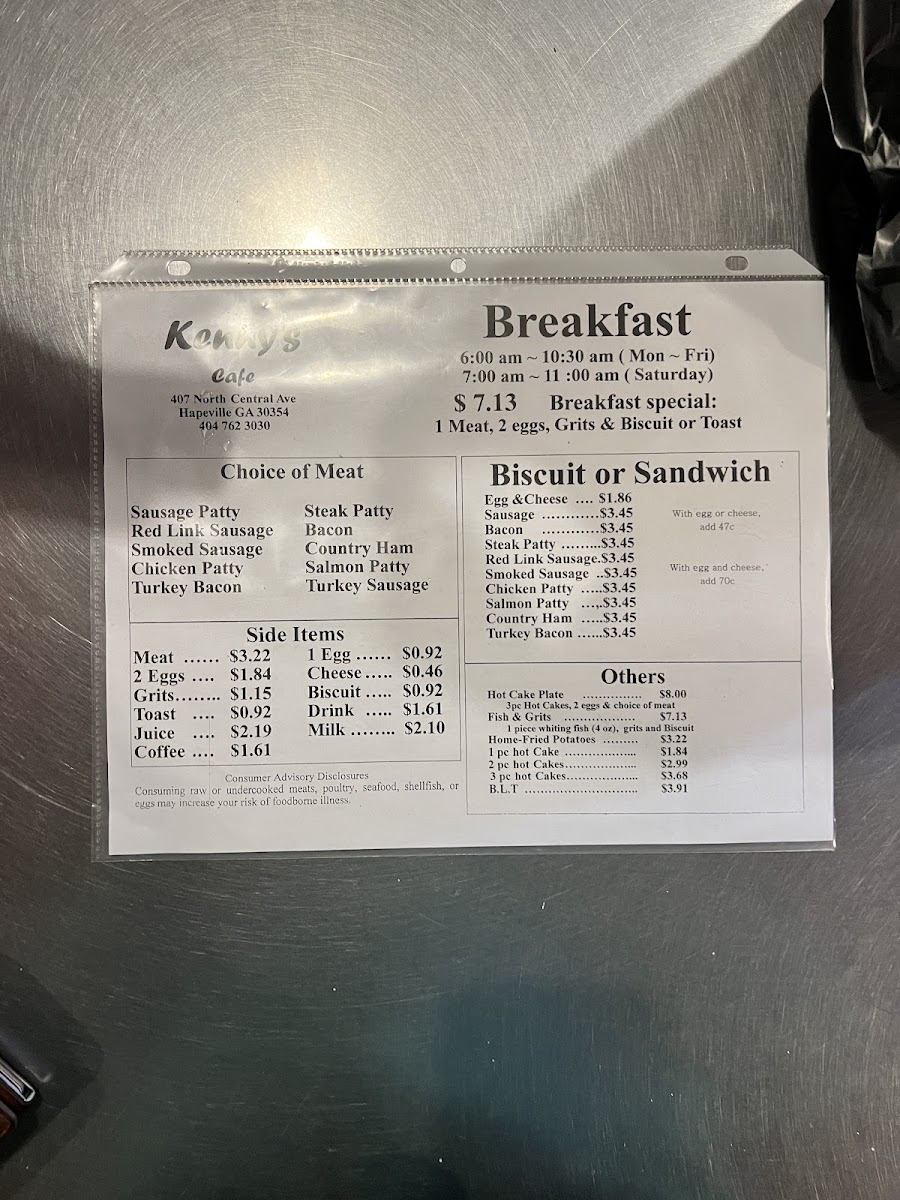 Kenny's
Cafe
407 North Central Ave
Hapeville GA 30354
404 762 3030
Breakfast
6:00 am ~ 10:30 am ( Mon ~ Fri)
7:00 am ~ 11 :00 am ( Saturday)
$ 7.13 Breakfast special:
1 Meat, 2 eggs, Grits & Biscuit or Toast
Choice of Meat
Sausage Patty Steak Patty
Red Link Sausage Bacon
Smoked Sausage Country Ham
Chicken Patty Salmon Patty
Turkey Bacon Turkey Sausage
Side Items
Meat ...... $3.22 1 Egg ...... $0.92
2 Eggs .... $1.84 Cheese ..... $0.46
Grits........ $1.15 Biscuit ..... $0.92
Toast .... $0.92 Drink ..... $1.61
Juice .... $2.19 Milk ........ $2.10
Coffee .... $1.61
Consumer Advisory Disclosures
Consuming raw or undercooked meats, poultry, seafood, shellfish, or
eggs may increase your risk of foodborne illness.
Biscuit or Sandwich
Egg &Cheese .... $1.86
Sausage ...........$3.45
Bacon ...........$3.45
Steak Patty .........$3.45
Red Link Sausage.$3.45
Smoked Sausage ..$3.45
Chicken Patty .....$3.45
Salmon Patty .....$3.45
Country Ham .....$3.45
Turkey Bacon ......$3.45
With egg or cheese,
add 47c
With egg and cheese,
add 70c
Others
Hot Cake Plate .............. $8.00
3pc Hot Cakes, 2 eggs & choice of meat
Fish & Grits .................. $7.13
1 piece whiting fish (4 oz), grits and Biscuit
Home-Fried Potatoes ......... $3.22
1 pc hot Cake .................. $1.84
2 pc hot Cakes.................. $2.99
3 pc hot Cakes.................. $3.68
B.L.T ............................. $3.91